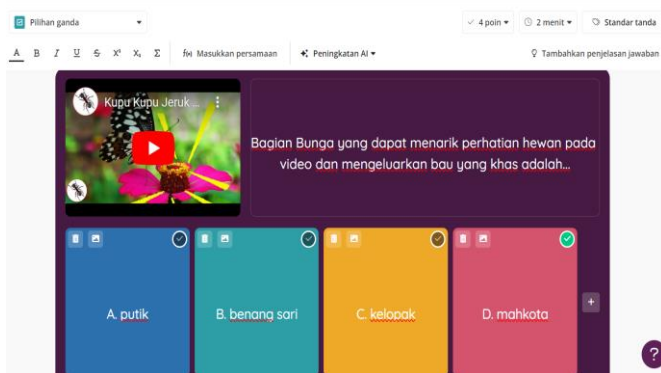 Pilihan ganda
4 poin
2 menit
Standar tanda
A B I U S X² X₂ Σ f(x) Masukkan persamaan Peningkatan AI
Tambahkan penjelasan jawaban
Kupu Kupu Jeruk ...
Bagian Bunga yang dapat menarik perhatian hewan pada
video dan mengeluarkan bau yang khas adalah...
A. putik
B. benang sari
C. kelopak
D. mahkota
+
?